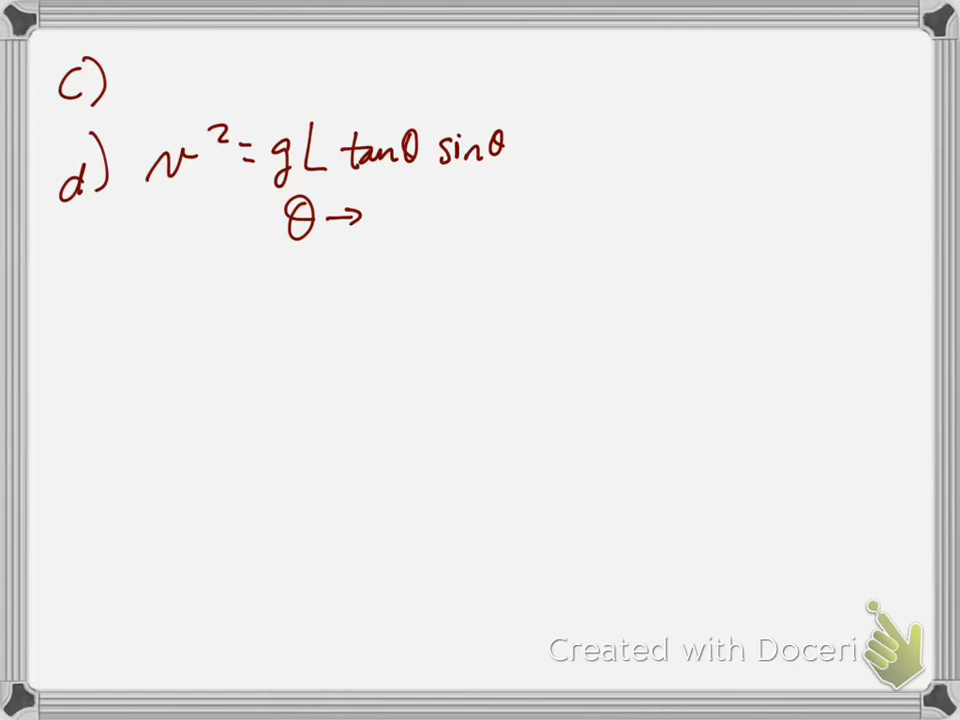 c)
d) v² = gL tanθ sinθ
θ →
Created with Doceri